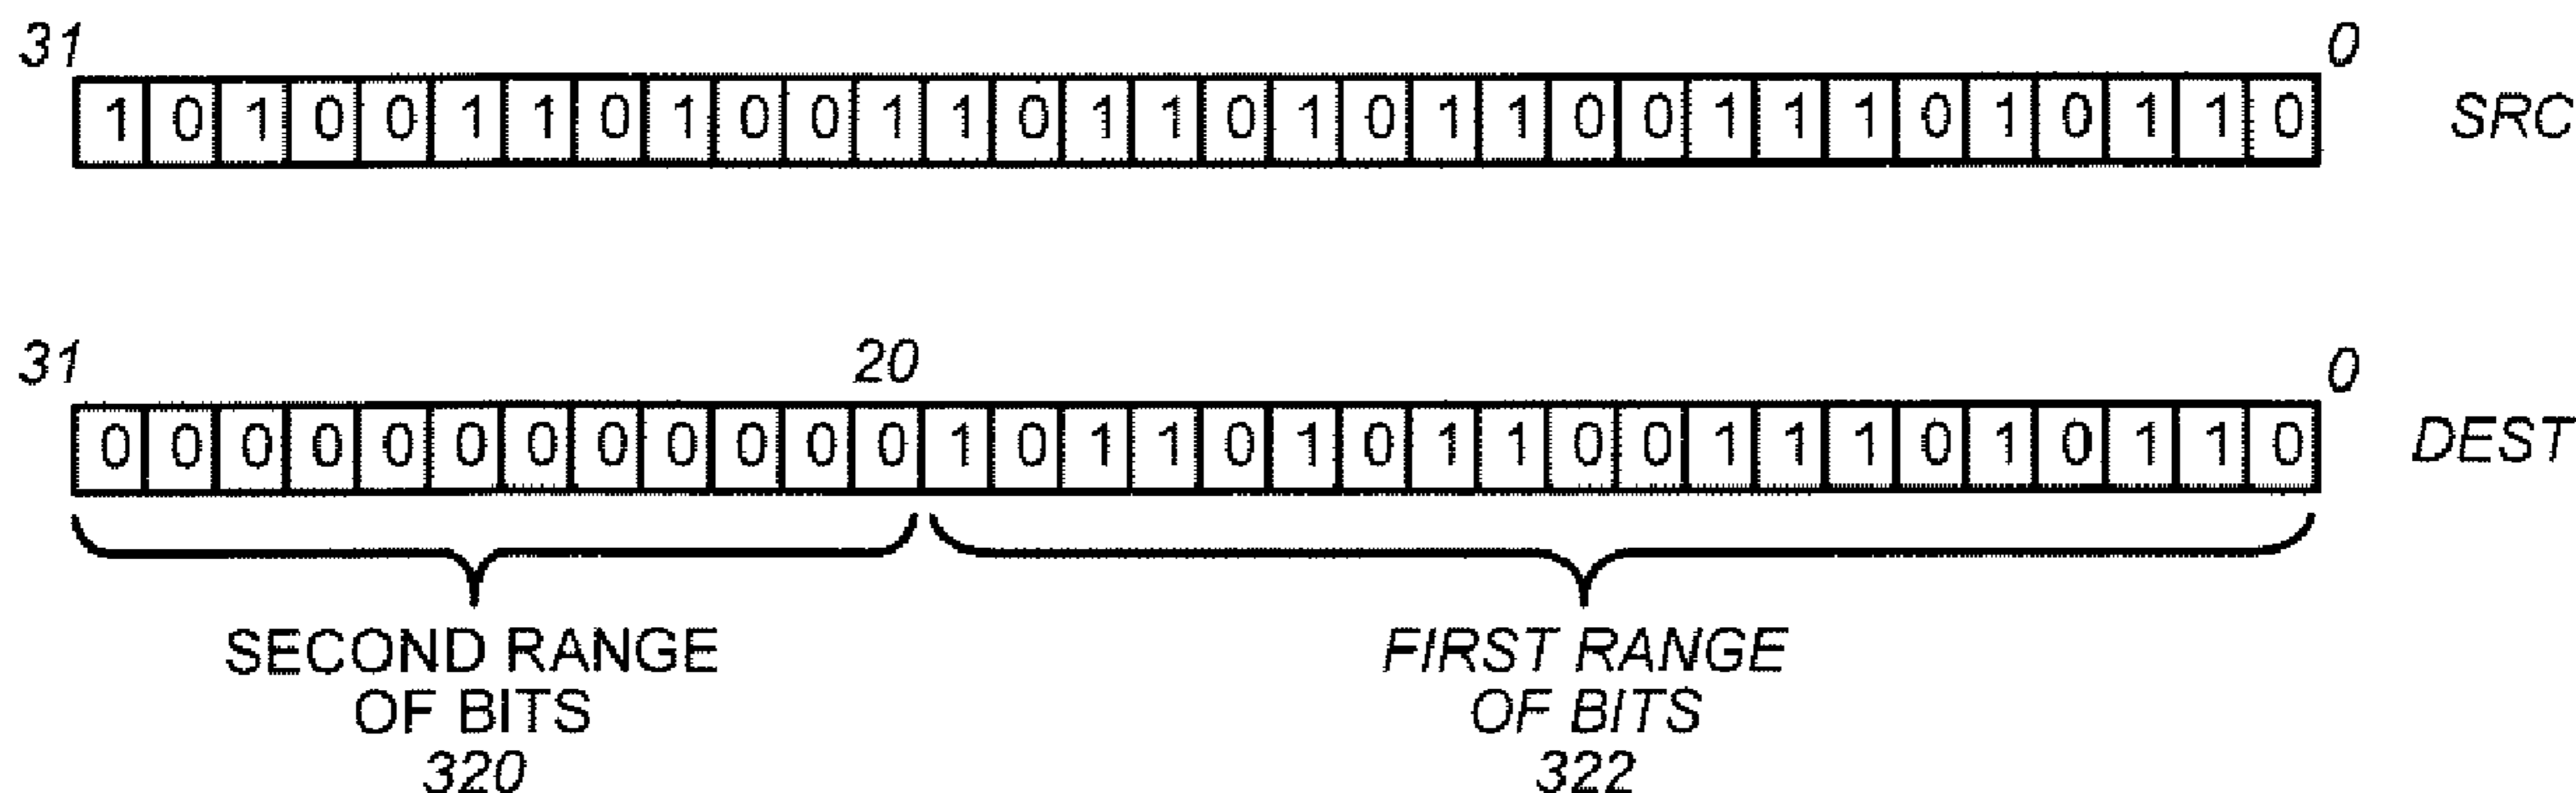 31 0
1 0 1 0 0 1 1 0 1 0 0 1 1 0 1 1 0 1 0 1 1 0 0 1 1 1 0 1 0 1 1 0 SRC
31 20 0
0 0 0 0 0 0 0 0 0 0 0 0 1 0 1 1 0 1 0 1 1 0 0 1 1 1 0 1 0 1 1 0 DEST
SECOND RANGE FIRST RANGE
OF BITS OF BITS
320 322